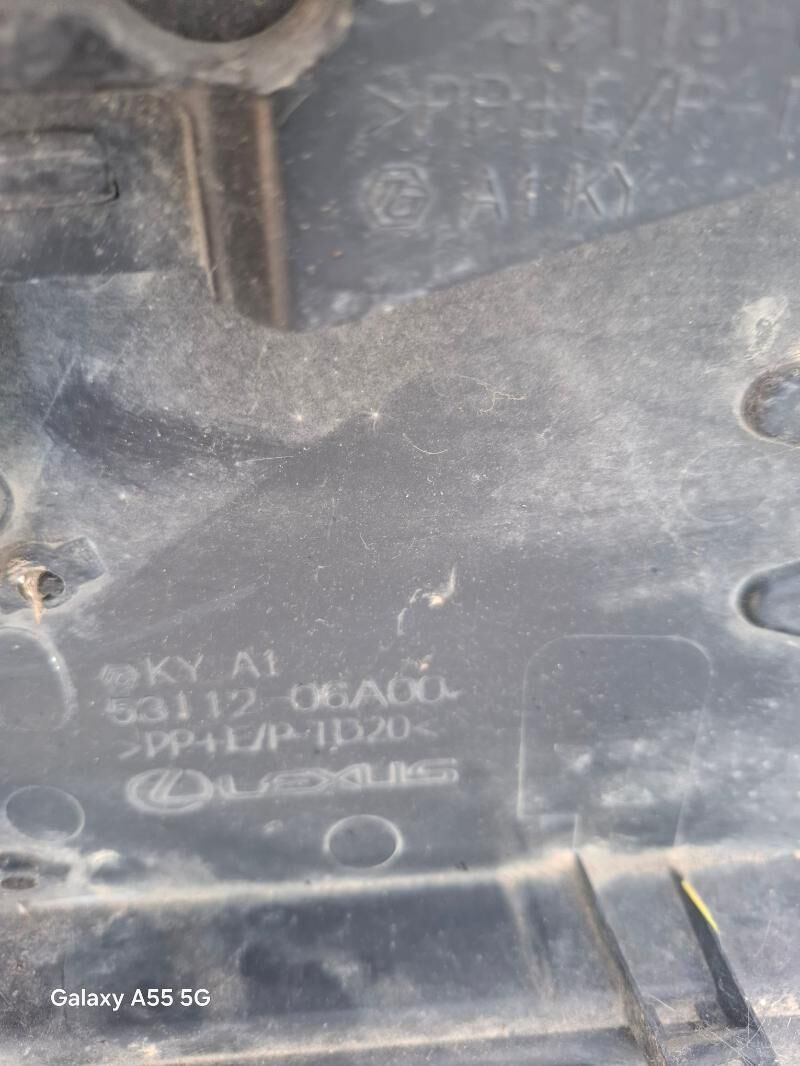 >PP+E/P-
A1KY
KY A1
53112-06A00
>PP+E/P-TD20<
LEXUS
Galaxy A55 5G